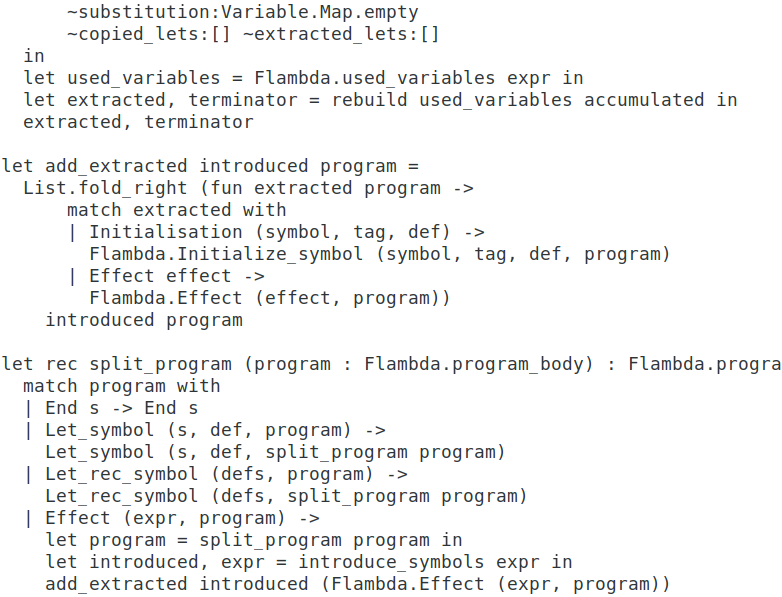 ~substitution:Variable.Map.empty
      ~copied_lets:[] ~extracted_lets:[]
  in
  let used_variables = Flambda.used_variables expr in
  let extracted, terminator = rebuild used_variables accumulated in
  extracted, terminator

let add_extracted introduced program =
  List.fold_right (fun extracted program ->
      match extracted with
      | Initialisation (symbol, tag, def) ->
        Flambda.Initialize_symbol (symbol, tag, def, program)
      | Effect effect ->
        Flambda.Effect (effect, program))
    introduced program

let rec split_program (program : Flambda.program_body) : Flambda.progra
  match program with
  | End s -> End s
  | Let_symbol (s, def, program) ->
    Let_symbol (s, def, split_program program)
  | Let_rec_symbol (defs, program) ->
    Let_rec_symbol (defs, split_program program)
  | Effect (expr, program) ->
    let program = split_program program in
    let introduced, expr = introduce_symbols expr in
    add_extracted introduced (Flambda.Effect (expr, program))